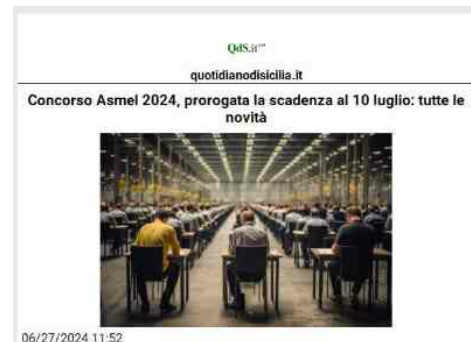 QdS.it
quotidianodisicilia.it
Concorso Asmel 2024, prorogata la scadenza al 10 luglio: tutte le
novità
06/27/2024 11:52